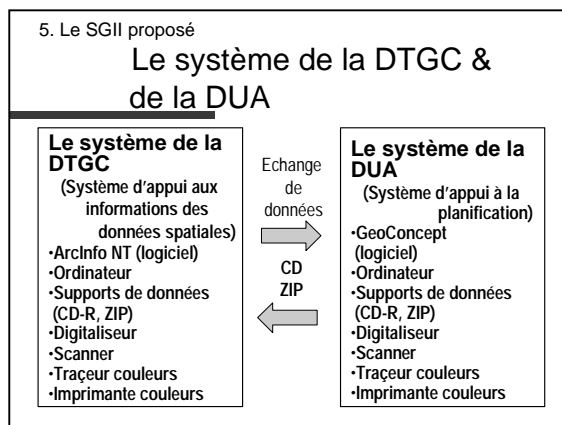 5. Le SGII proposé
Le système de la DTGC &
de la DUA
Le système de la
DTGC
(Système d'appui aux
informations des
données spatiales)
•ArcInfo NT (logiciel)
•Ordinateur
•Supports de données
(CD-R, ZIP)
•Digitaliseur
•Scanner
•Traçeur couleurs
•Imprimante couleurs
Echange
de
données
CD
ZIP
Le système de la
DUA
(Système d'appui à la
planification)
•GeoConcept
(logiciel)
•Ordinateur
•Supports de données
(CD-R, ZIP)
•Digitaliseur
•Scanner
•Traçeur couleurs
•Imprimante couleurs